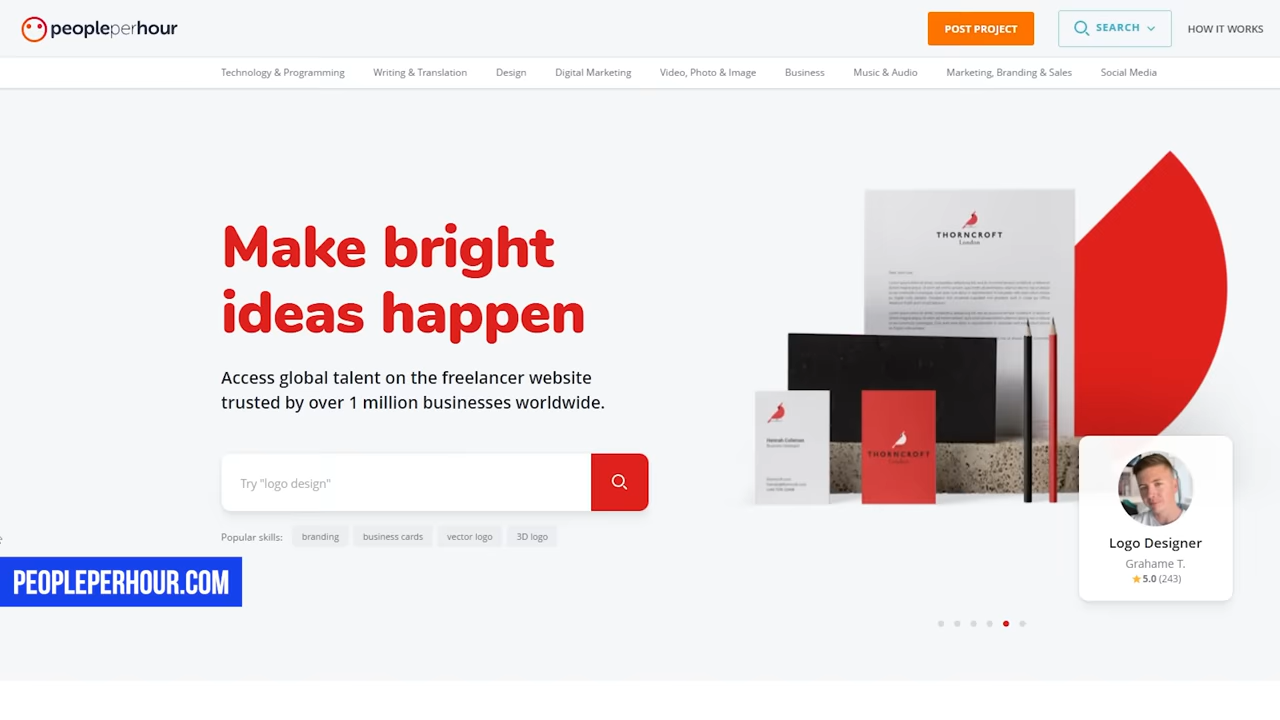 peopleperhour
POST PROJECT
SEARCH
HOW IT WORKS
Technology & Programming
Writing & Translation
Design
Digital Marketing
Video, Photo & Image
Business
Music & Audio
Marketing, Branding & Sales
Social Media
Make bright
ideas happen
Access global talent on the freelancer website
trusted by over 1 million businesses worldwide.
Try "logo design"
Popular skills:
branding
business cards
vector logo
3D logo
PEOPLEPERHOUR.COM
THORNCROFT
London
THORNCROFT
London
Logo Designer
Grahame T.
5.0 (243)